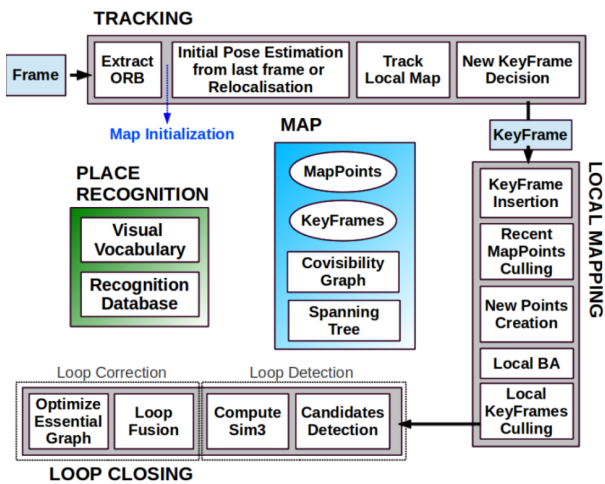 TRACKING
Frame
Extract
ORB
Initial Pose Estimation
from last frame or
Relocalisation
Track
Local Map
New KeyFrame
Decision
Map Initialization
KeyFrame
MAP
MapPoints
KeyFrames
Covisibility
Graph
Spanning
Tree
PLACE
RECOGNITION
Visual
Vocabulary
Recognition
Database
LOCAL MAPPING
KeyFrame
Insertion
Recent
MapPoints
Culling
New Points
Creation
Local BA
Local
KeyFrames
Culling
Loop Correction
Loop Detection
Optimize
Essential
Graph
Loop
Fusion
Compute
Sim3
Candidates
Detection
LOOP CLOSING